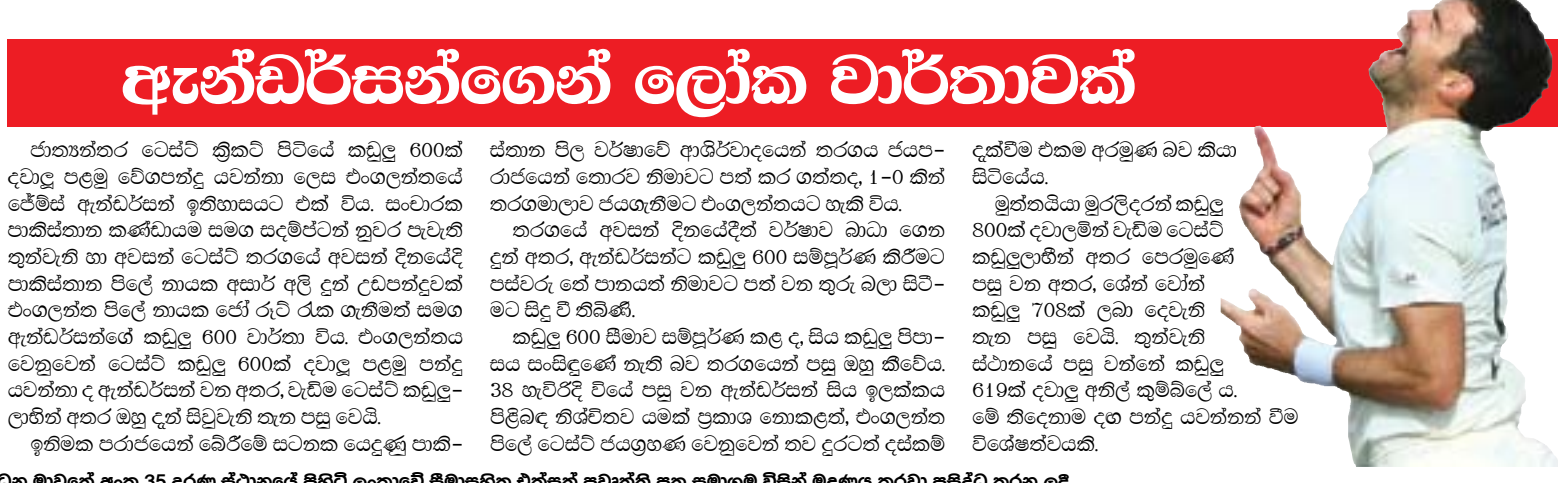 ඇන්ඩර්සන්ගෙන් ලෝක වාර්තාවක්
ජාත්‍යන්තර ටෙස්ට් ක්‍රිකට් පිටියේ කඩුලු 600ක්
දවාලූ පළමු වේගපන්දු යවන්නා ලෙස එංගලන්තයේ
ජේම්ස් ඇන්ඩර්සන් ඉතිහාසයට එක් විය. සංචාරක
පාකිස්තාන කණ්ඩායම සමග සදම්ප්ටන් නුවර පැවැති
තුන්වැනි හා අවසන් ටෙස්ට් තරගයේ අවසන් දිනයේදි
පාකිස්තාන පිලේ නායක අසාර් අලි දුන් උඩපන්දුවක්
එංගලන්ත පිලේ නායක ජෝ රූට් රැක ගැනීමත් සමග
ඇන්ඩර්සන්ගේ කඩුලු 600 වාර්තා විය. එංගලන්තය
වෙනුවෙන් ටෙස්ට් කඩුලු 600ක් දවාලූ පළමු පන්දු
යවන්නා ද ඇන්ඩර්සන් වන අතර, වැඩිම ටෙස්ට් කඩුලු-
ලාභීන් අතර ඔහු දැන් සිවුවැනි තැන පසු වෙයි.
ඉනිමක පරාජයෙන් බේරීමේ සටනක යෙදුණු පාකි-
ස්තාන පිල වර්ෂාවේ ආශිර්වාදයෙන් තරගය ජයප-
රාජයෙන් තොරව නිමාවට පත් කර ගත්තද, 1-0 කින්
තරගමාලාව ජයගැනීමට එංගලන්තයට හැකි විය.
තරගයේ අවසන් දිනයේදීත් වර්ෂාව බාධා ගෙන
දුන් අතර, ඇන්ඩර්සන්ට කඩුලු 600 සම්පූර්ණ කිරීමට
පස්වරු තේ පානයත් නිමාවට පත් වන තුරු බලා සිටී-
මට සිදු වී තිබිණි.
කඩුලු 600 සීමාව සම්පූර්ණ කළ ද, සිය කඩුලු පිපා-
සය සංසිඳුණේ නැති බව තරගයෙන් පසු ඔහු කීවේය.
38 හැවිරිදි වියේ පසු වන ඇන්ඩර්සන් සිය ඉලක්කය
පිළිබඳ නිශ්චිතව යමක් ප්‍රකාශ නොකළත්, එංගලන්ත
පිලේ ටෙස්ට් ජයග්‍රහණ වෙනුවෙන් තව දුරටත් දස්කම්
දැක්වීම එකම අරමුණ බව කියා
සිටියේය.
මුත්තයියා මුරලිදරන් කඩුලු
800ක් දවාලමින් වැඩිම ටෙස්ට්
කඩුලුලාභීන් අතර පෙරමුණේ
පසු වන අතර, ශේන් වෝන්
කඩුලු 708ක් ලබා දෙවැනි
තැන පසු වෙයි. තුන්වැනි
ස්ථානයේ පසු වන්නේ කඩුලු
619ක් දවාලූ අනිල් කුම්බ්ලේ ය.
මේ තිදෙනාම දඟ පන්දු යවන්නන් වීම
විශේෂත්වයකි.